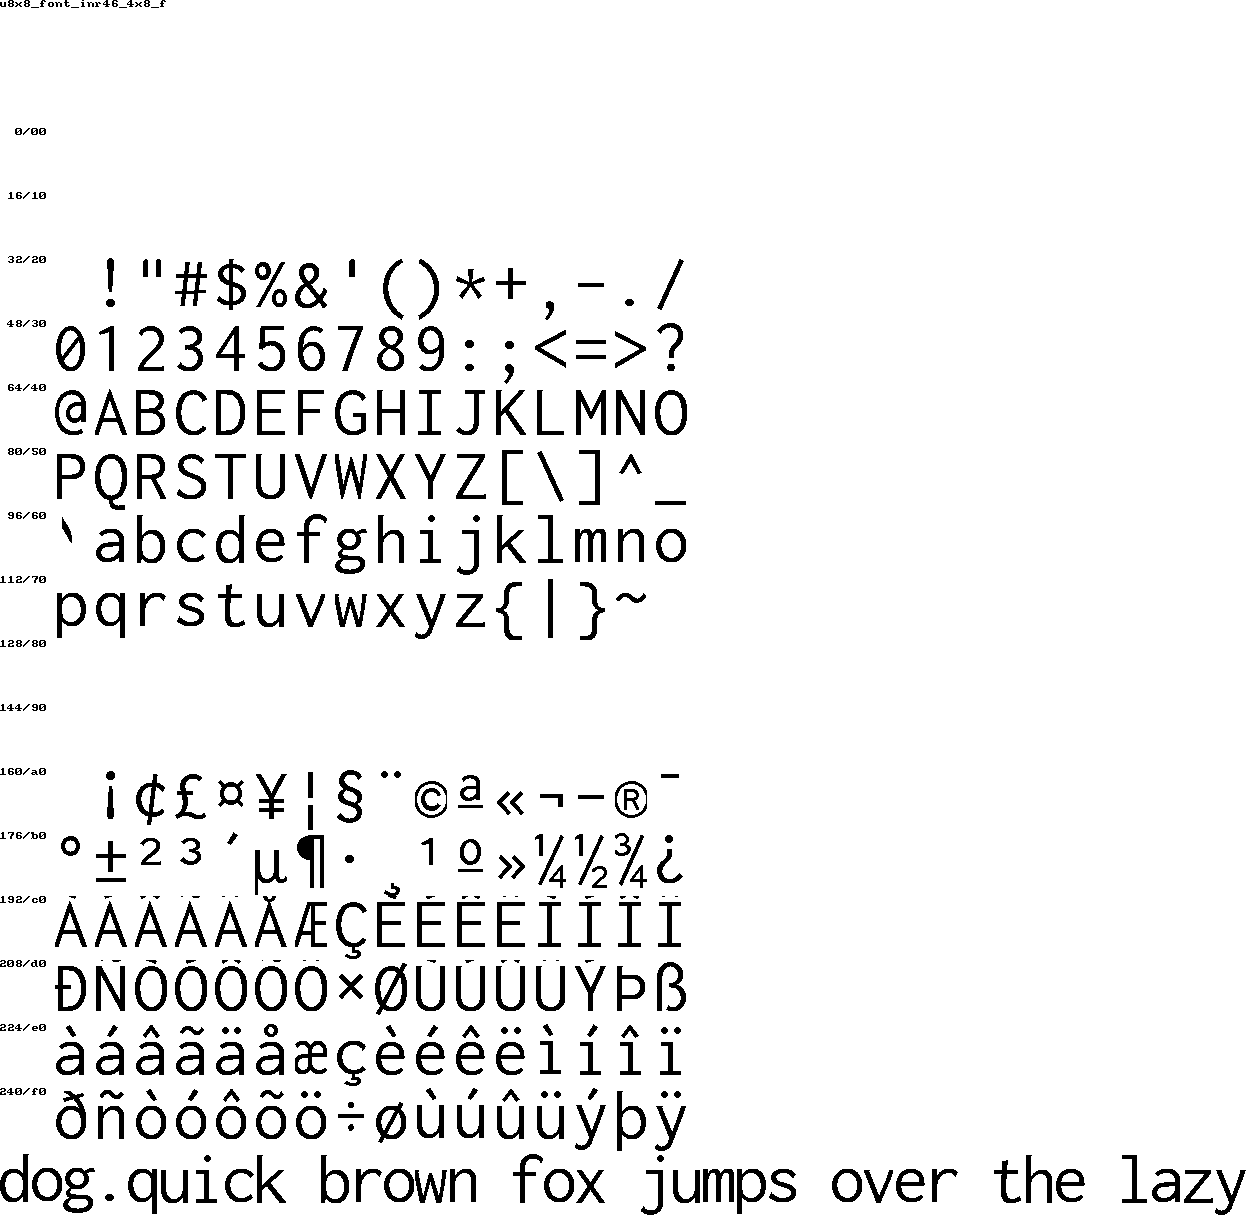 u8x8_font_inr46_4x8_f
0/00
16/10
32/20 !"#$%&'()*+,-./
48/30 0123456789:;<=>?
64/40 @ABCDEFGHIJKLMNO
80/50 PQRSTUVWXYZ[\]^_
96/60 `abcdefghijklmno
112/70 pqrstuvwxyz{|}~
128/80
144/90
160/a0 ¡¢£¤¥¦§¨©ª«¬-®¯
176/b0 °±²³´µ¶·¸¹º»¼½¾¿
192/c0 ÀÁÂÃÄÅÆÇÈÉÊËÌÍÎÏ
208/d0 ÐÑÒÓÔÕÖ×ØÙÚÛÜÝÞß
224/e0 àáâãäåæçèéêëìíîï
240/f0 ðñòóôõö÷øùúûüýþÿ
dog.quick brown fox jumps over the lazy